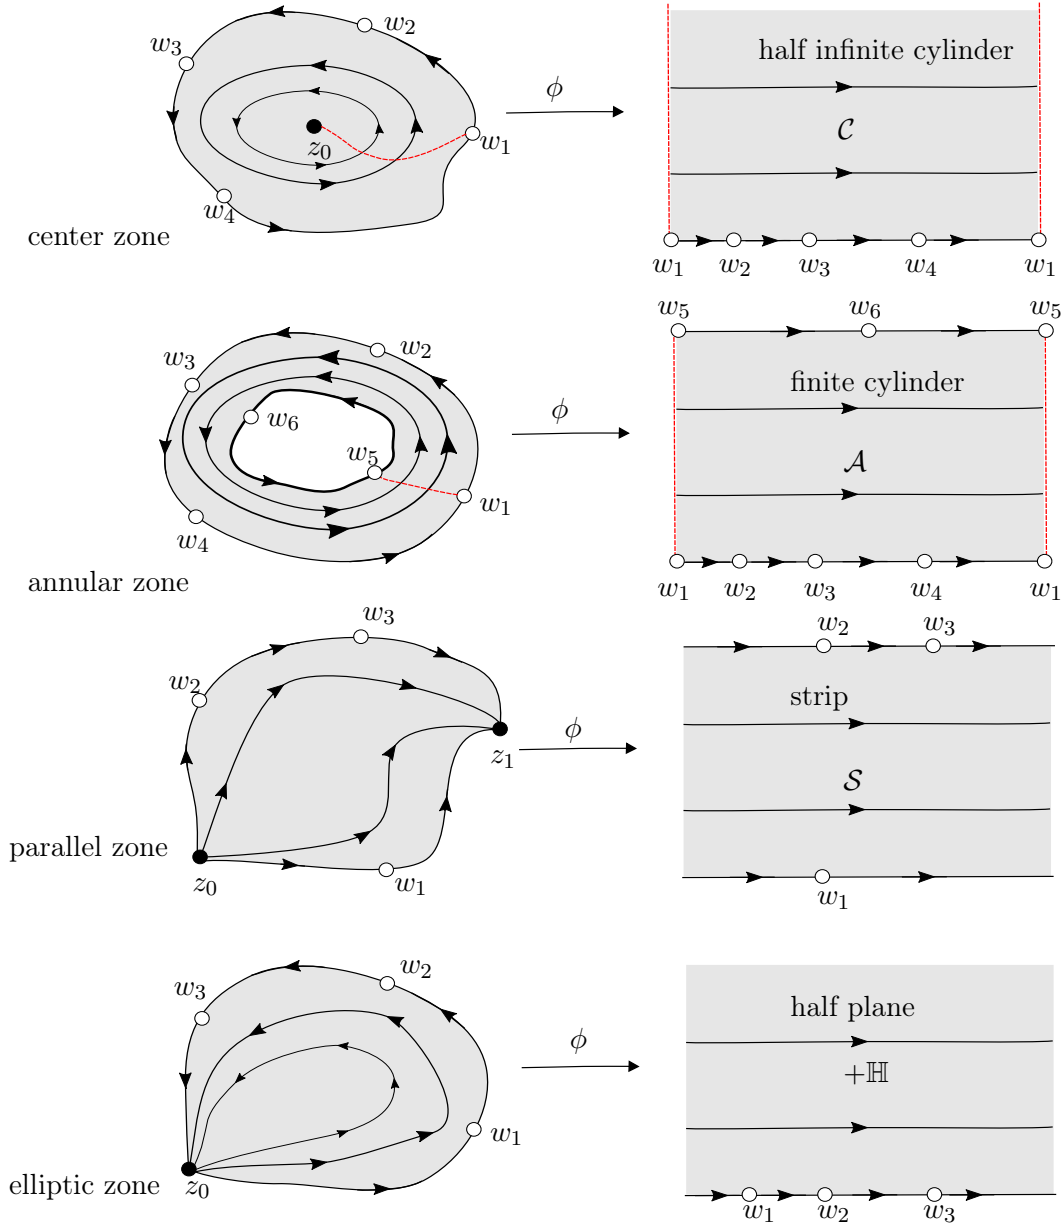 w₂
w₃
half infinite cylinder
ϕ
𝒞
w₁
z₀
w₄
center zone
w₁ w₂ w₃ w₄ w₁
w₅ w₆ w₅
w₂
w₃
finite cylinder
ϕ
w₆
w₅
𝒜
w₁
w₄
annular zone
w₁ w₂ w₃ w₄ w₁
w₃
w₂ w₃
w₂
strip
ϕ
z₁
𝒮
parallel zone
z₀
w₁
w₁
w₂
w₃
half plane
ϕ
+ℍ
w₁
elliptic zone
z₀
w₁ w₂ w₃